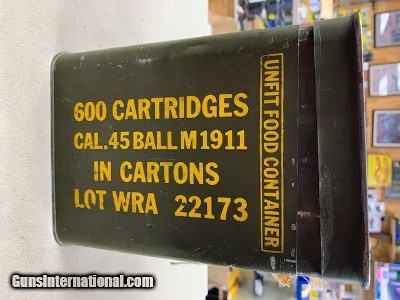 600 CARTRIDGES
CAL..45 BALL M1911
IN CARTONS
LOT WRA 22173
UNFIT FOOD CONTAINER
GunsInternational.com